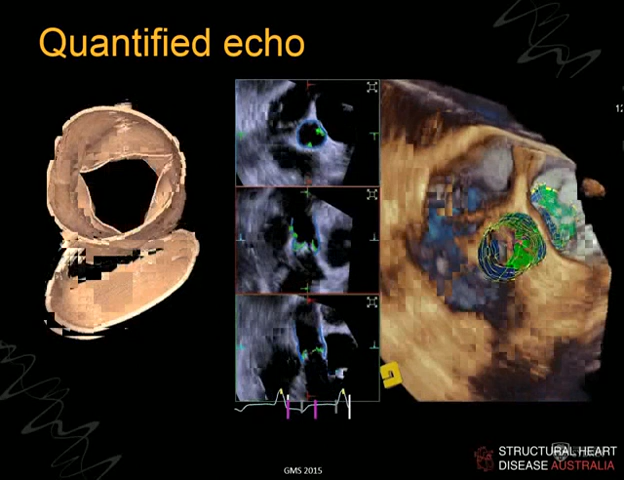 Quantified echo
GMS 2015
STRUCTURAL HEART
DISEASE AUSTRALIA